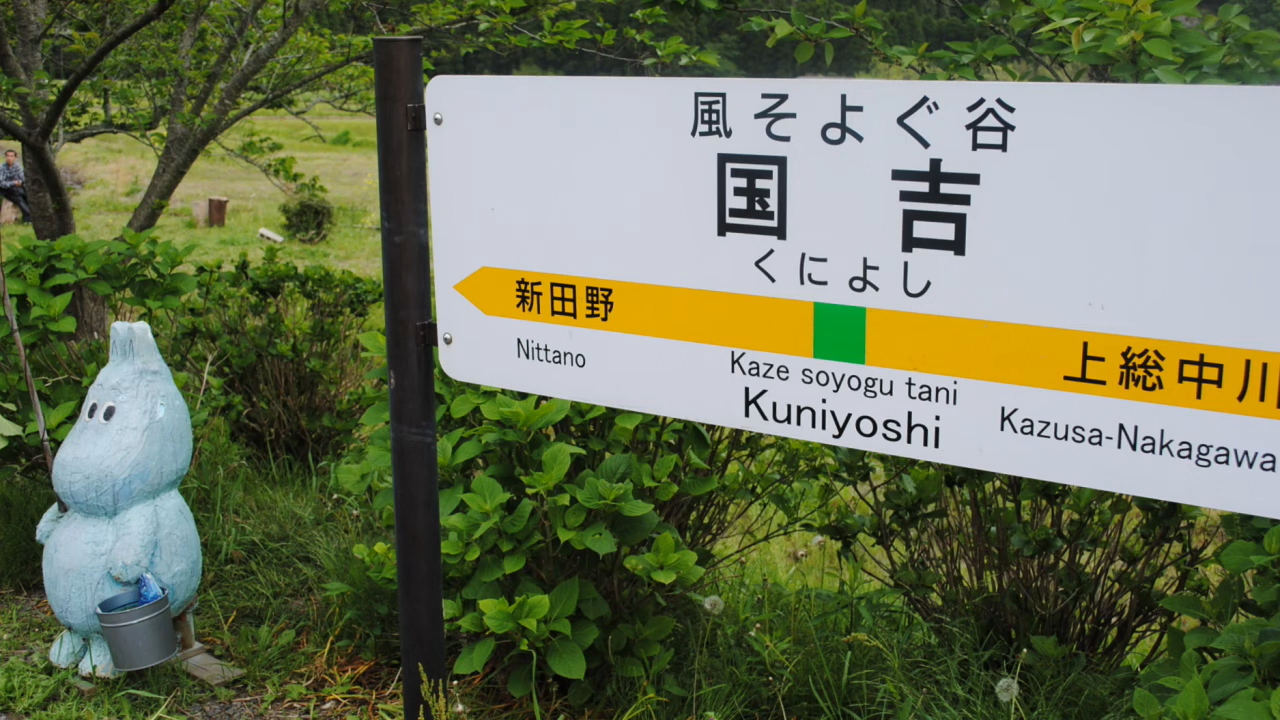 風そよぐ谷
国吉
くによし
新田野
上総中川
Nittano
Kaze soyogu tani
Kuniyoshi
Kazusa-Nakagawa